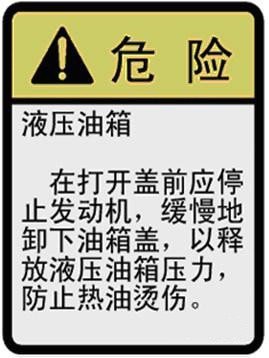 危险
液压油箱
在打开盖前应停
止发动机，缓慢地
卸下油箱盖，以释
放液压油箱压力，
防止热油烫伤。